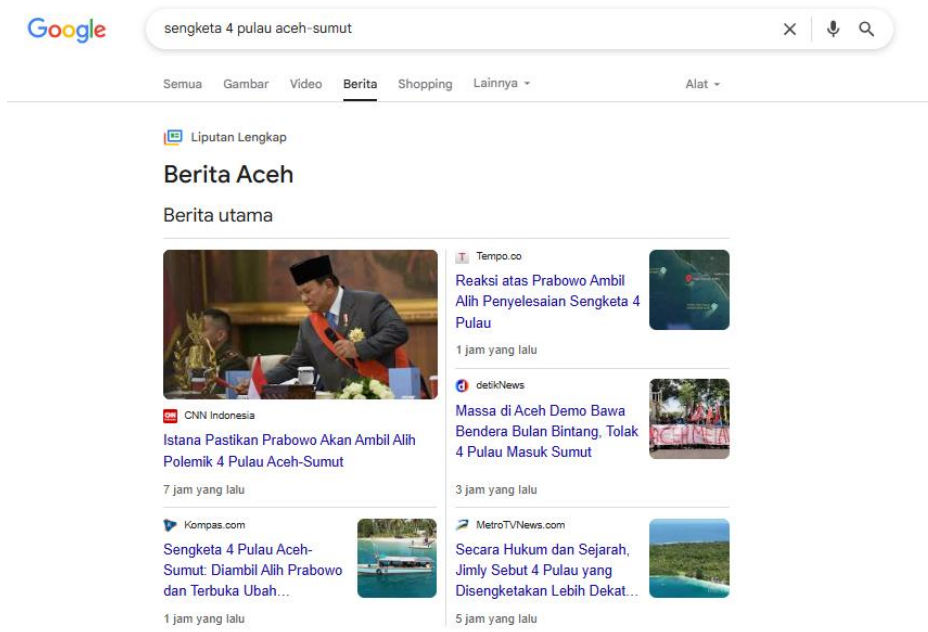 Google
sengketa 4 pulau aceh-sumut
Semua Gambar Video Berita Shopping Lainnya Alat
Liputan Lengkap
Berita Aceh
Berita utama
CNN Indonesia
Istana Pastikan Prabowo Akan Ambil Alih
Polemik 4 Pulau Aceh-Sumut
7 jam yang lalu
Tempo.co
Reaksi atas Prabowo Ambil
Alih Penyelesaian Sengketa 4
Pulau
1 jam yang lalu
detikNews
Massa di Aceh Demo Bawa
Bendera Bulan Bintang, Tolak
4 Pulau Masuk Sumut
3 jam yang lalu
ACEH
Kompas.com
Sengketa 4 Pulau Aceh-
Sumut: Diambil Alih Prabowo
dan Terbuka Ubah...
1 jam yang lalu
MetroTVNews.com
Secara Hukum dan Sejarah,
Jimly Sebut 4 Pulau yang
Disengketakan Lebih Dekat...
5 jam yang lalu